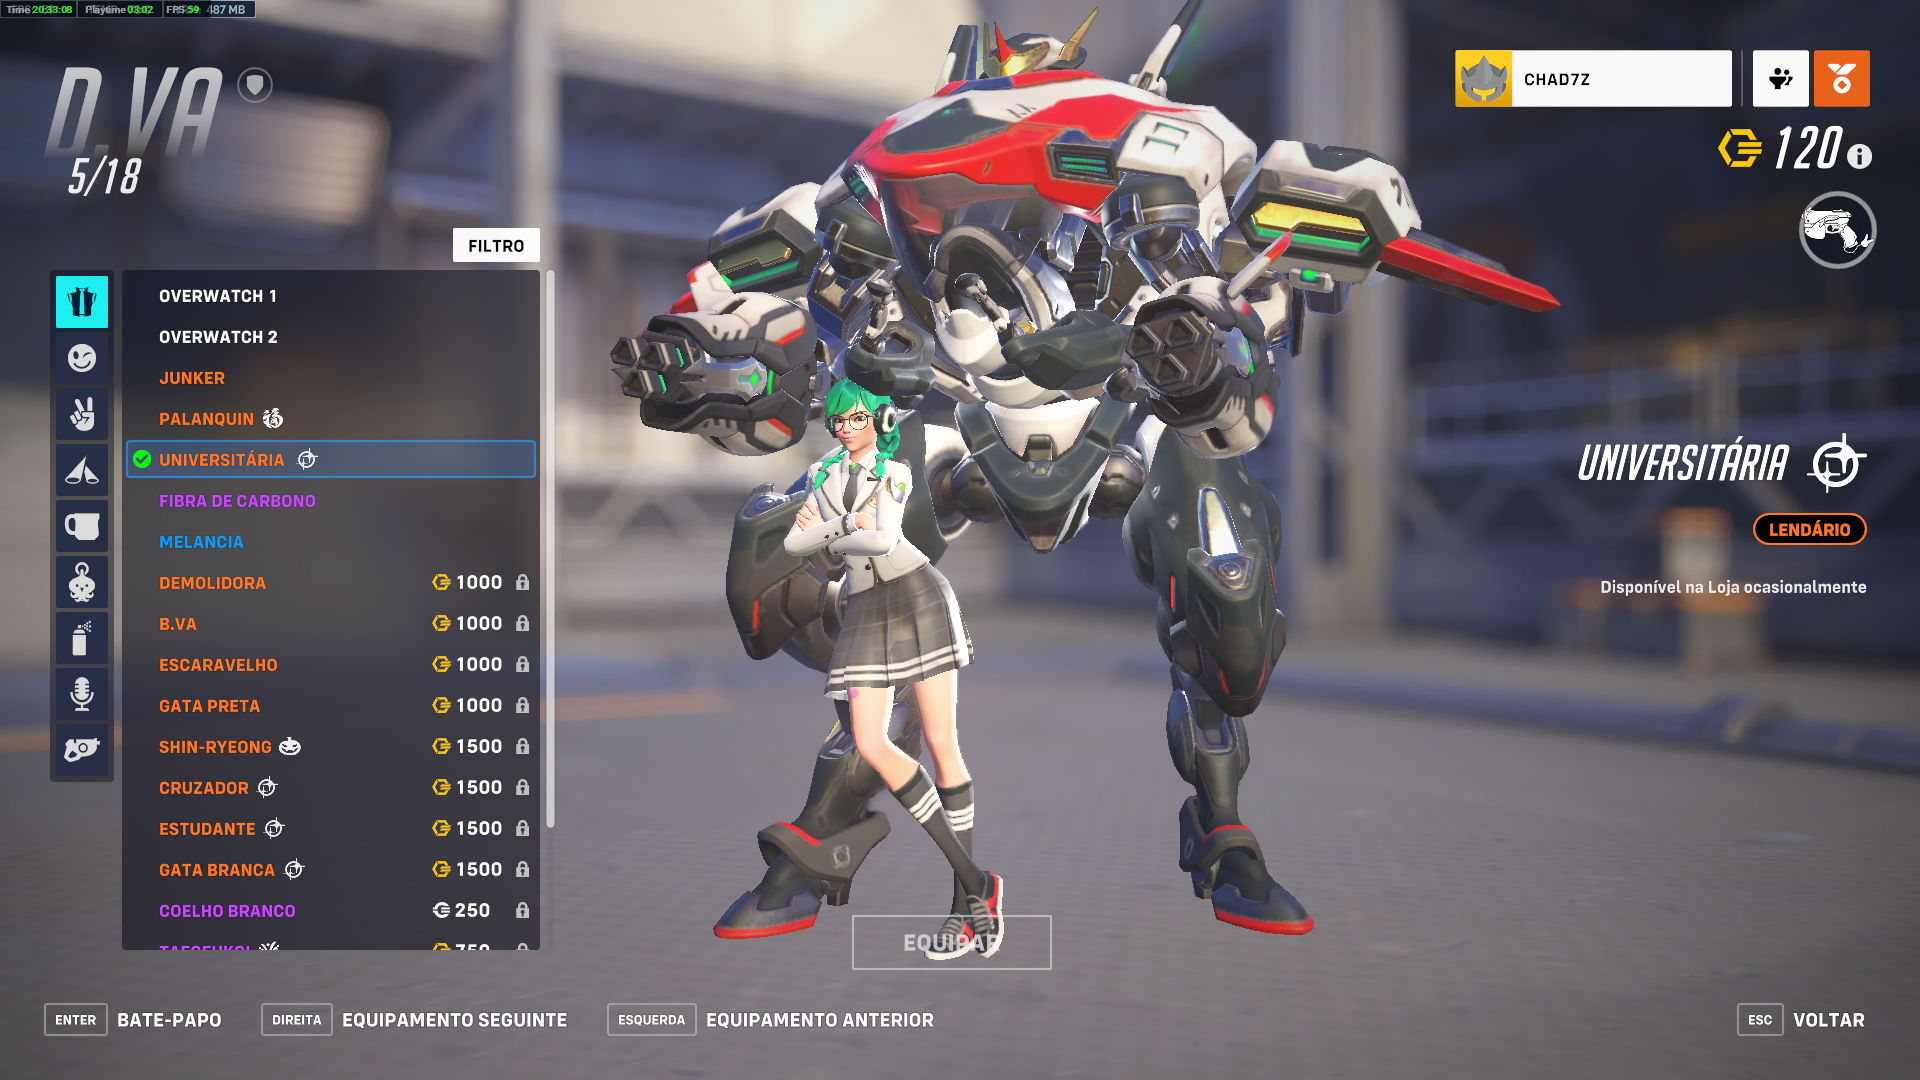 Time 20:33:08 Playtime 03:02 FPS 59 487 MB
D.VA
5/18
CHAD7Z
120
FILTRO
OVERWATCH 1
OVERWATCH 2
JUNKER
PALANQUIN
UNIVERSITÁRIA
FIBRA DE CARBONO
MELANCIA
DEMOLIDORA 1000
B.VA 1000
ESCARAVELHO 1000
GATA PRETA 1000
SHIN-RYEONG 1500
CRUZADOR 1500
ESTUDANTE 1500
GATA BRANCA 1500
COELHO BRANCO 250
TAEGEUKGI 750
UNIVERSITÁRIA
LENDÁRIO
Disponível na Loja ocasionalmente
EQUIPAR
ENTER BATE-PAPO DIREITA EQUIPAMENTO SEGUINTE ESQUERDA EQUIPAMENTO ANTERIOR ESC VOLTAR